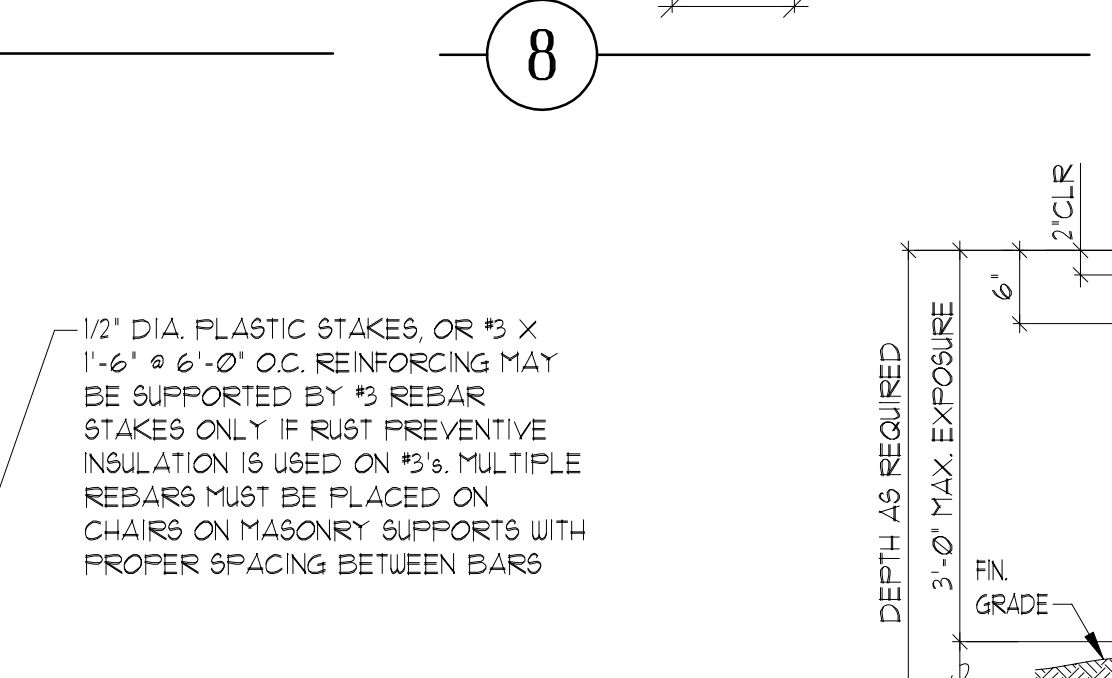 8
1/2" DIA. PLASTIC STAKES, OR #3 X
1'-6" @ 6'-0" O.C. REINFORCING MAY
BE SUPPORTED BY #3 REBAR
STAKES ONLY IF RUST PREVENTIVE
INSULATION IS USED ON #3's. MULTIPLE
REBARS MUST BE PLACED ON
CHAIRS ON MASONRY SUPPORTS WITH
PROPER SPACING BETWEEN BARS
DEPTH AS REQUIRED
3'-0" MAX. EXPOSURE
6"
2"CLR
FIN.
GRADE